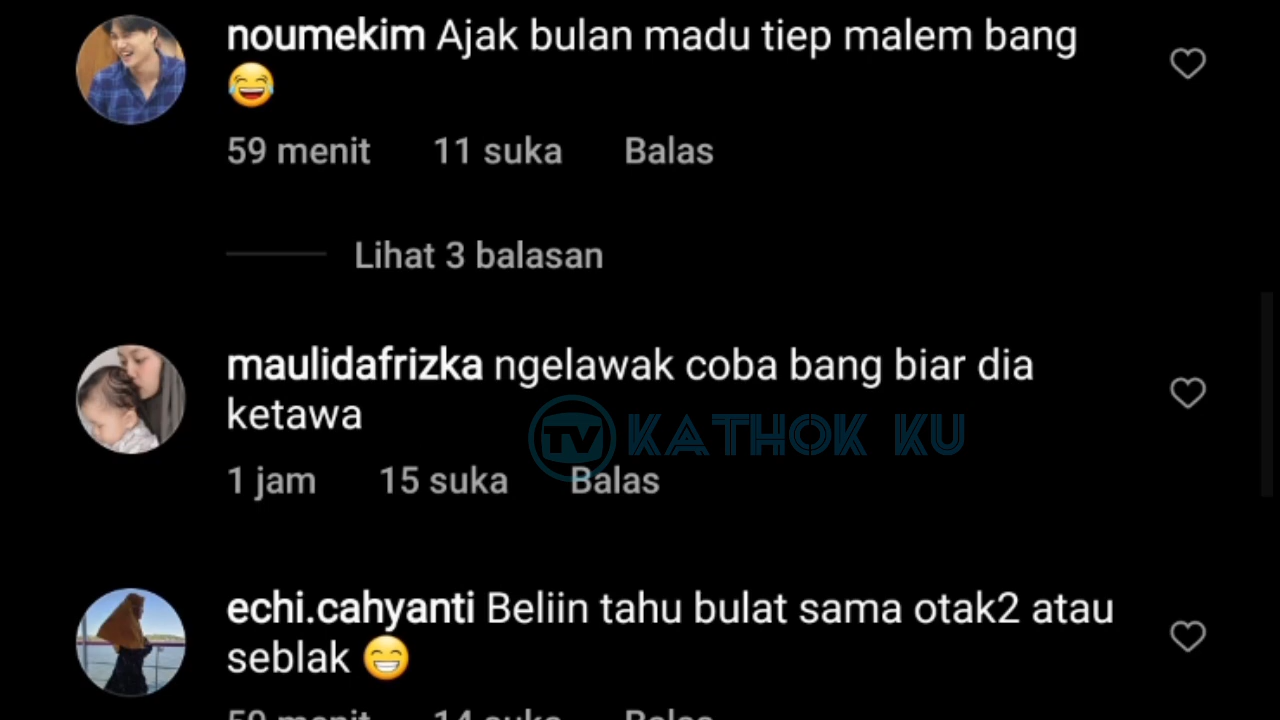 noumekim Ajak bulan madu tiep malem bang
😂
59 menit 11 suka Balas
Lihat 3 balasan
maulidafrizka ngelawak coba bang biar dia
ketawa
TV KATHOK KU
1 jam 15 suka Balas
echi.cahyanti Beliin tahu bulat sama otak2 atau
seblak 😁
59 menit 14 suka Balas